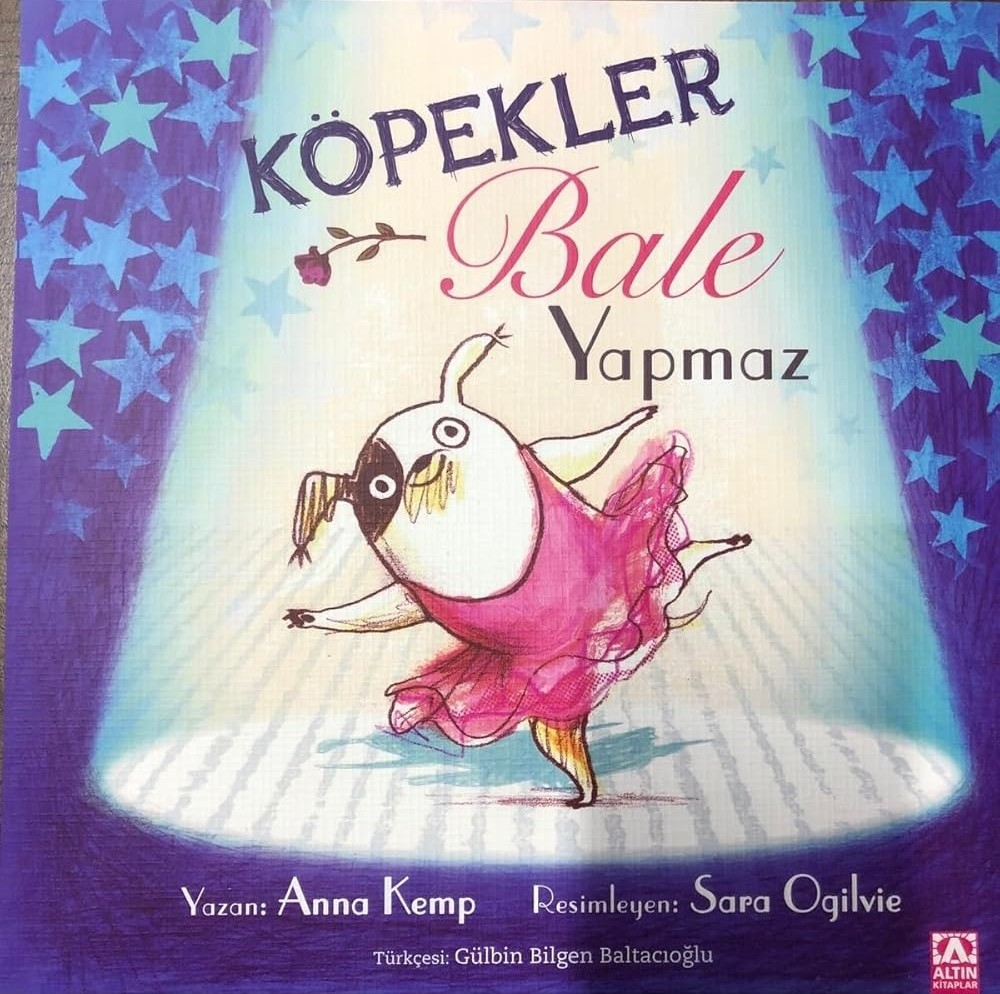 KÖPEKLER
Bale
Yapmaz
Yazan: Anna Kemp Resimleyen: Sara Ogilvie
Türkçesi: Gülbin Bilgen Baltacıoğlu
ALTIN
KİTAPLAR